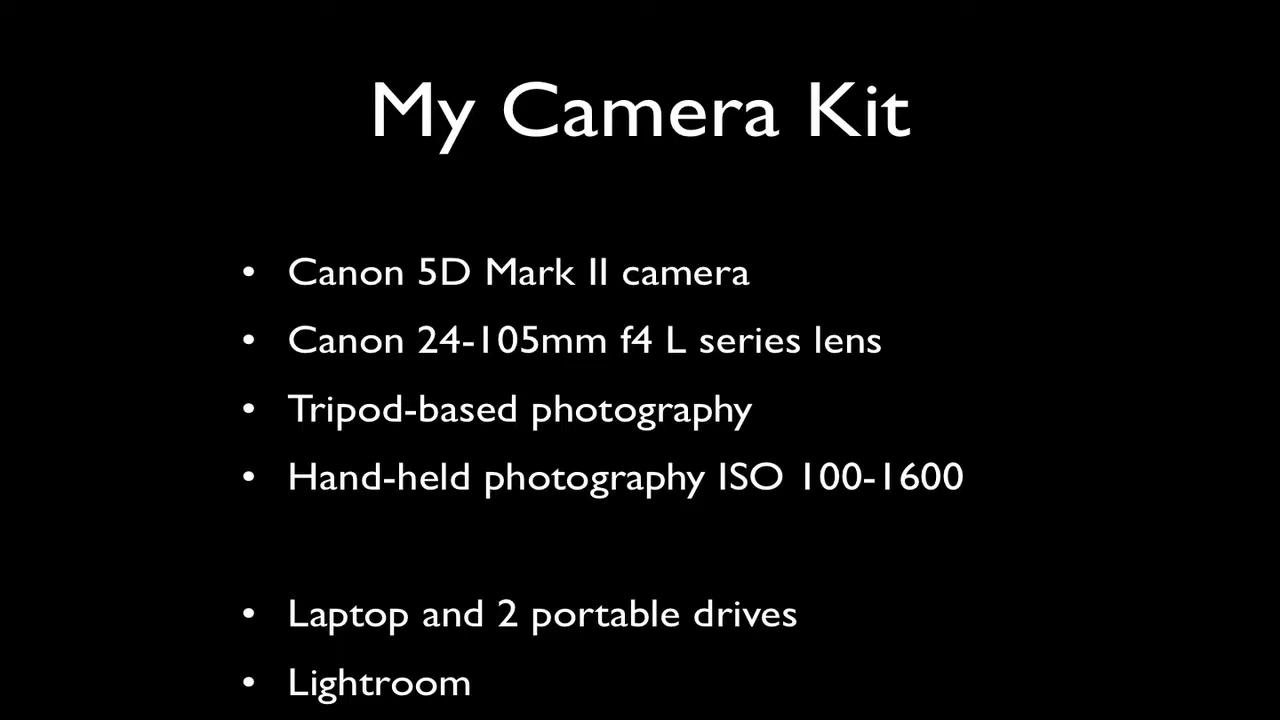 My Camera Kit
• Canon 5D Mark II camera
• Canon 24-105mm f4 L series lens
• Tripod-based photography
• Hand-held photography ISO 100-1600
• Laptop and 2 portable drives
• Lightroom